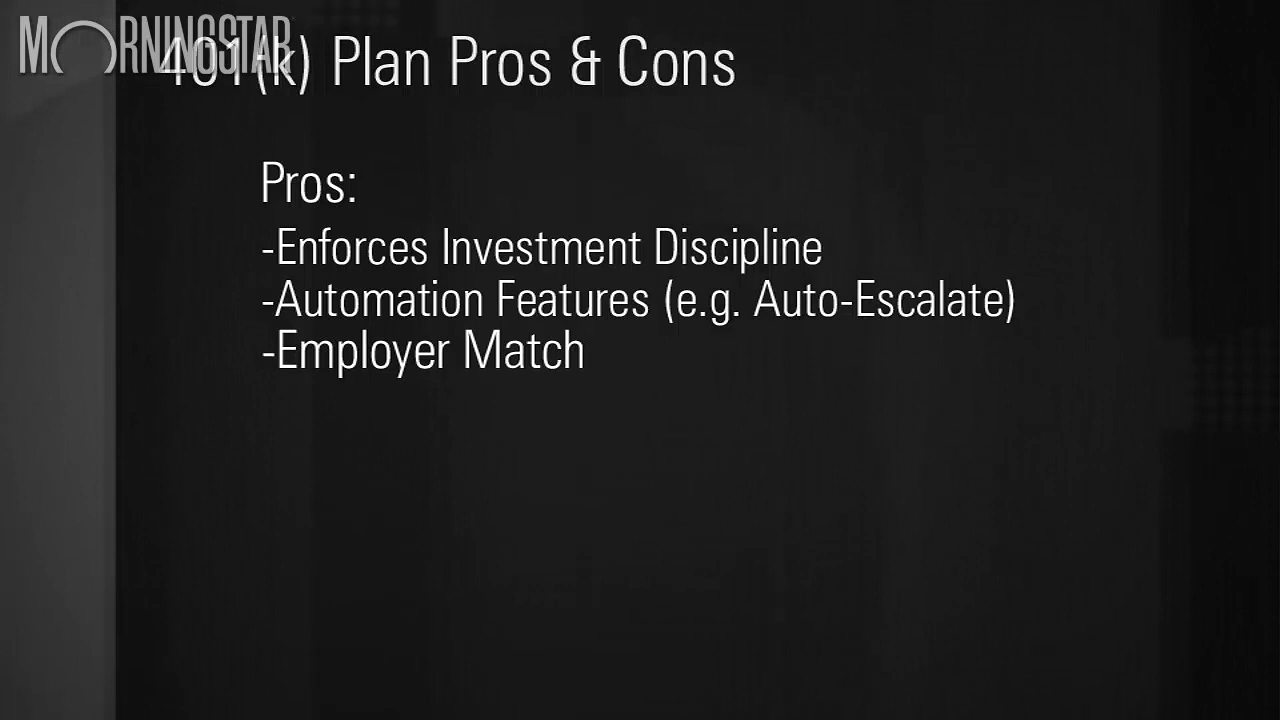 MORNINGSTAR
401(k) Plan Pros & Cons
Pros:
-Enforces Investment Discipline
-Automation Features (e.g. Auto-Escalate)
-Employer Match